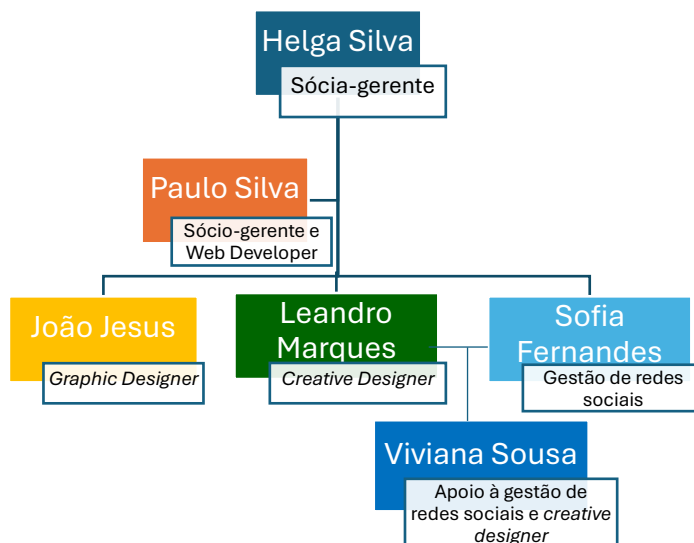 Helga Silva
Sócia-gerente
Paulo Silva
Sócio-gerente e
Web Developer
João Jesus
Graphic Designer
Leandro
Marques
Creative Designer
Sofia
Fernandes
Gestão de redes
sociais
Viviana Sousa
Apoio à gestão de
redes sociais e creative
designer